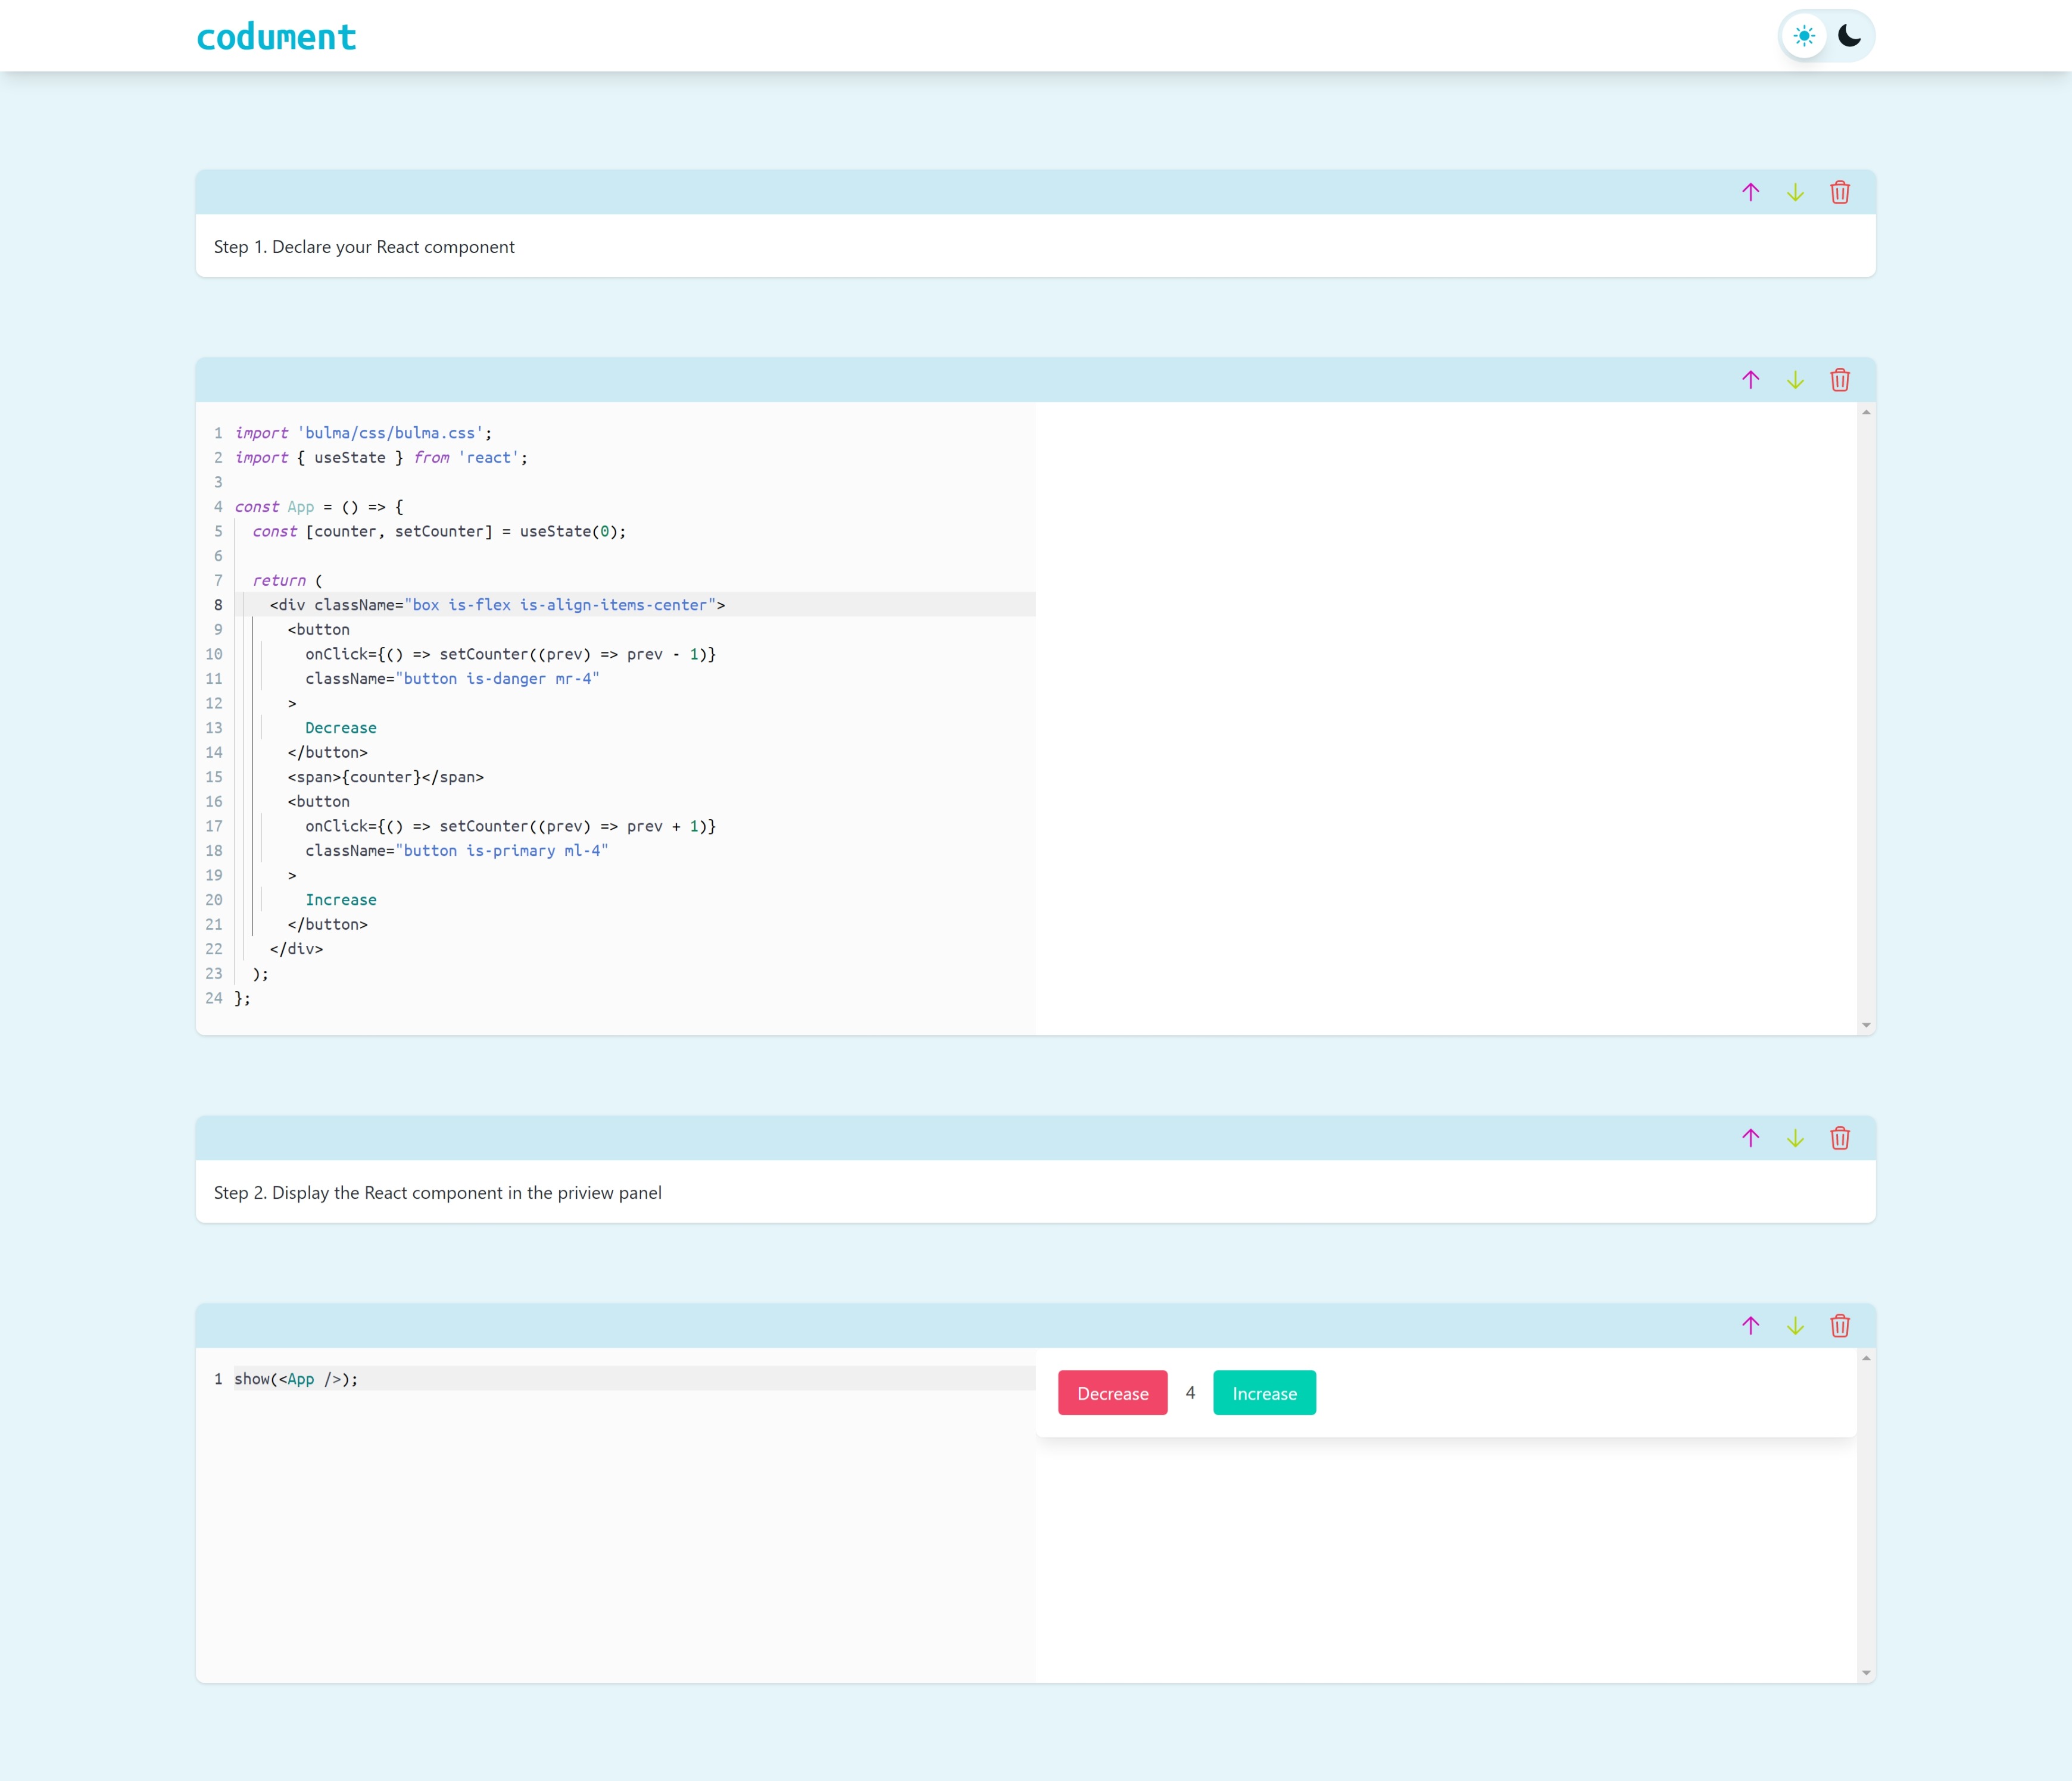 codument
Step 1. Declare your React component
1 import 'bulma/css/bulma.css';
2 import { useState } from 'react';
3
4 const App = () => {
5   const [counter, setCounter] = useState(0);
6
7   return (
8     <div className="box is-flex is-align-items-center">
9       <button
10         onClick={() => setCounter((prev) => prev - 1)}
11         className="button is-danger mr-4"
12       >
13         Decrease
14       </button>
15       <span>{counter}</span>
16       <button
17         onClick={() => setCounter((prev) => prev + 1)}
18         className="button is-primary ml-4"
19       >
20         Increase
21       </button>
22     </div>
23   );
24 };
Step 2. Display the React component in the priview panel
1 show(<App />);
Decrease 4 Increase